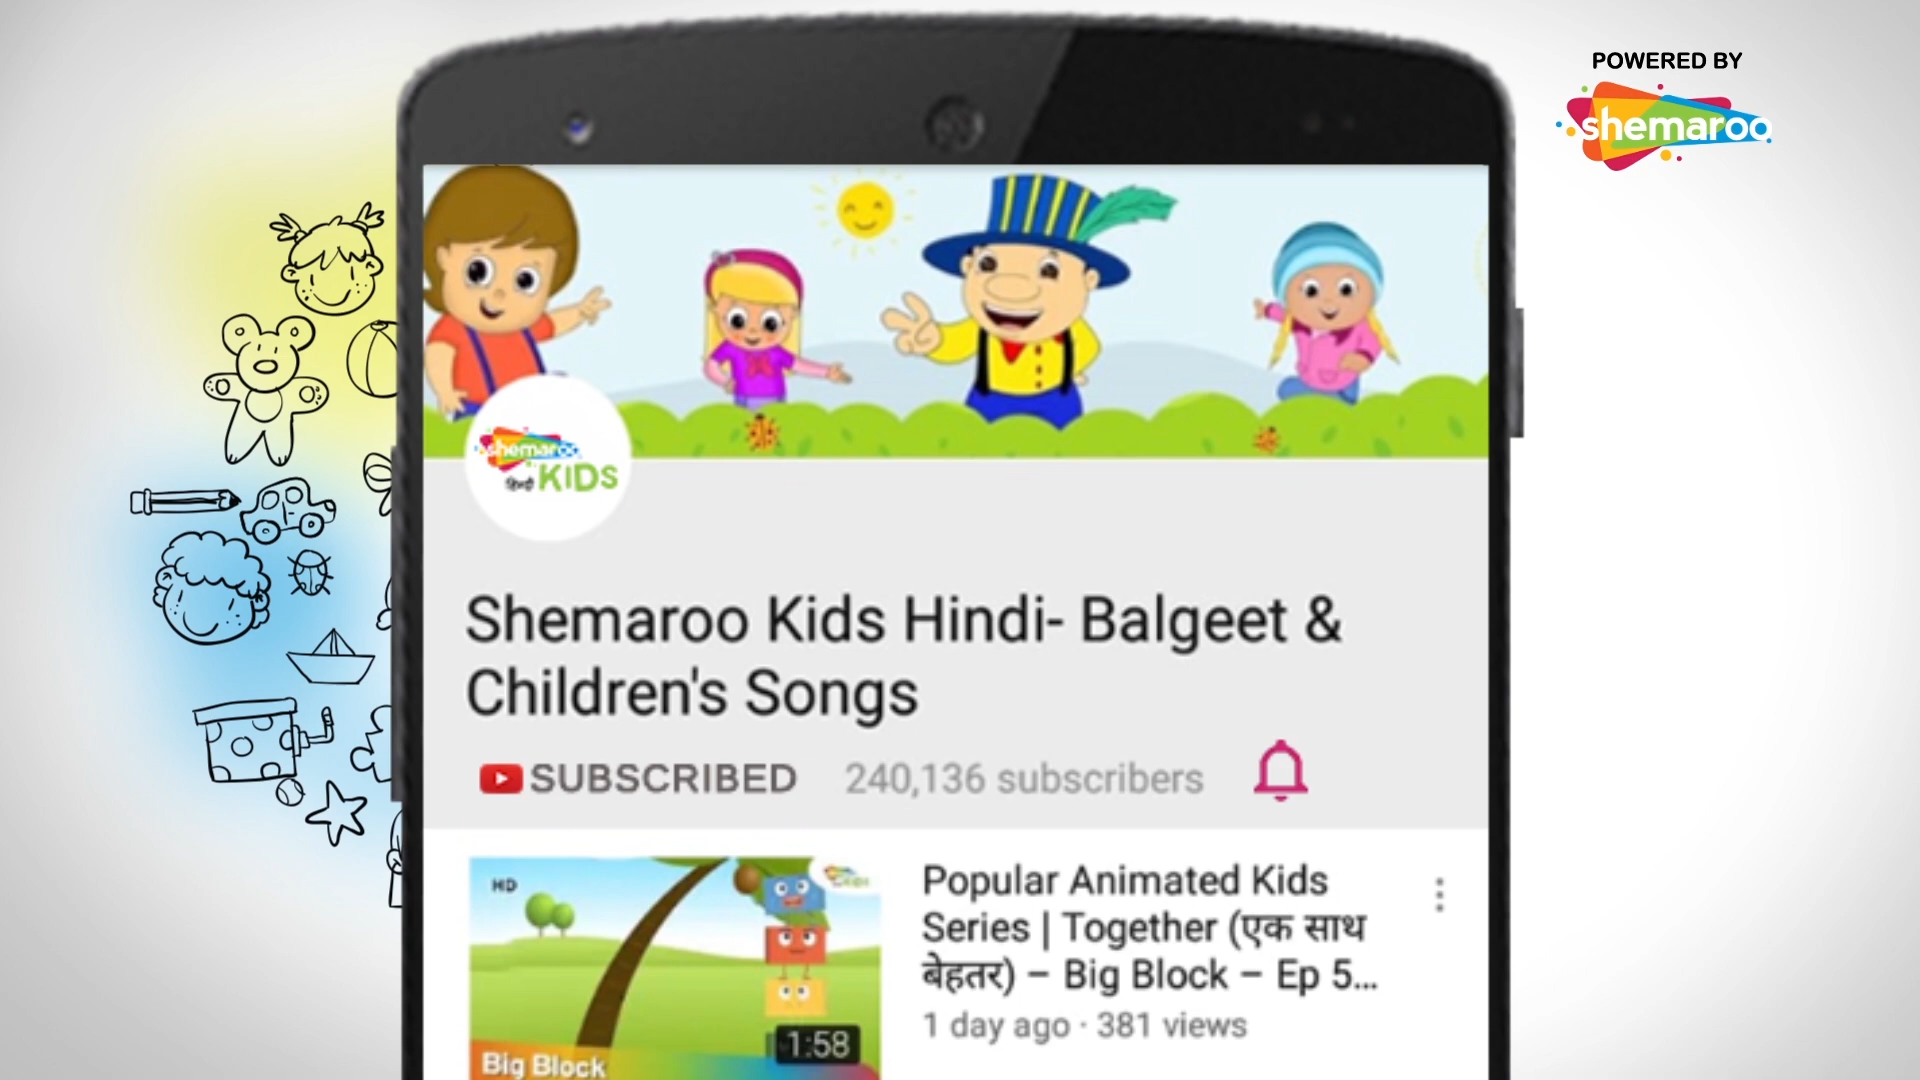 POWERED BY
shemaroo
shemaroo
हिन्दी KIDS
Shemaroo Kids Hindi- Balgeet &
Children's Songs
SUBSCRIBED 240,136 subscribers
HD
Popular Animated Kids
Series | Together (एक साथ
बेहतर) – Big Block – Ep 5...
1 day ago · 381 views
1:58
Big Block